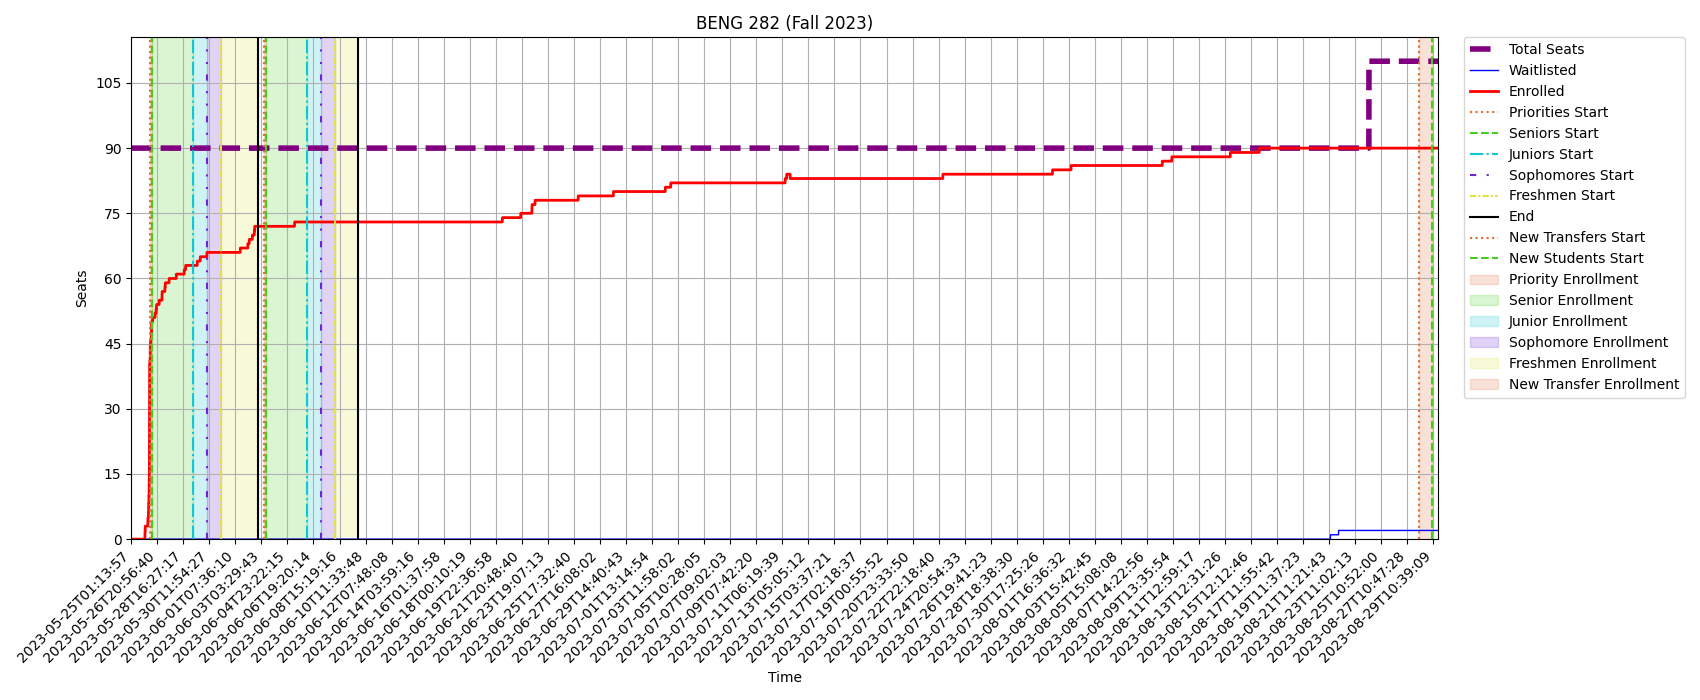 BENG 282 (Fall 2023)
Seats
105
90
75
60
45
30
15
0
2023-05-25T01:13:57
2023-05-26T20:56:40
2023-05-28T16:27:17
2023-05-30T11:54:27
2023-06-01T07:36:10
2023-06-03T03:29:43
2023-06-04T23:22:15
2023-06-06T19:20:14
2023-06-08T15:19:16
2023-06-10T11:33:48
2023-06-12T07:48:08
2023-06-14T03:59:16
2023-06-16T01:37:58
2023-06-18T00:10:19
2023-06-19T22:36:58
2023-06-21T20:48:40
2023-06-23T19:07:13
2023-06-25T17:32:40
2023-06-27T16:08:02
2023-06-29T14:40:43
2023-07-01T13:14:54
2023-07-03T11:58:02
2023-07-05T10:28:05
2023-07-07T09:02:03
2023-07-09T07:42:20
2023-07-11T06:19:39
2023-07-13T05:05:12
2023-07-15T03:37:21
2023-07-17T02:18:37
2023-07-19T00:55:52
2023-07-20T23:33:50
2023-07-22T22:18:40
2023-07-24T20:54:33
2023-07-26T19:41:23
2023-07-28T18:38:30
2023-07-30T17:25:26
2023-08-01T16:36:32
2023-08-03T15:42:45
2023-08-05T15:08:08
2023-08-07T14:22:56
2023-08-09T13:35:54
2023-08-11T12:59:17
2023-08-13T12:31:26
2023-08-15T12:12:46
2023-08-17T11:55:42
2023-08-19T11:37:23
2023-08-21T11:21:43
2023-08-23T11:02:13
2023-08-25T10:52:00
2023-08-27T10:47:28
2023-08-29T10:39:09
Time
Total Seats
Waitlisted
Enrolled
Priorities Start
Seniors Start
Juniors Start
Sophomores Start
Freshmen Start
End
New Transfers Start
New Students Start
Priority Enrollment
Senior Enrollment
Junior Enrollment
Sophomore Enrollment
Freshmen Enrollment
New Transfer Enrollment